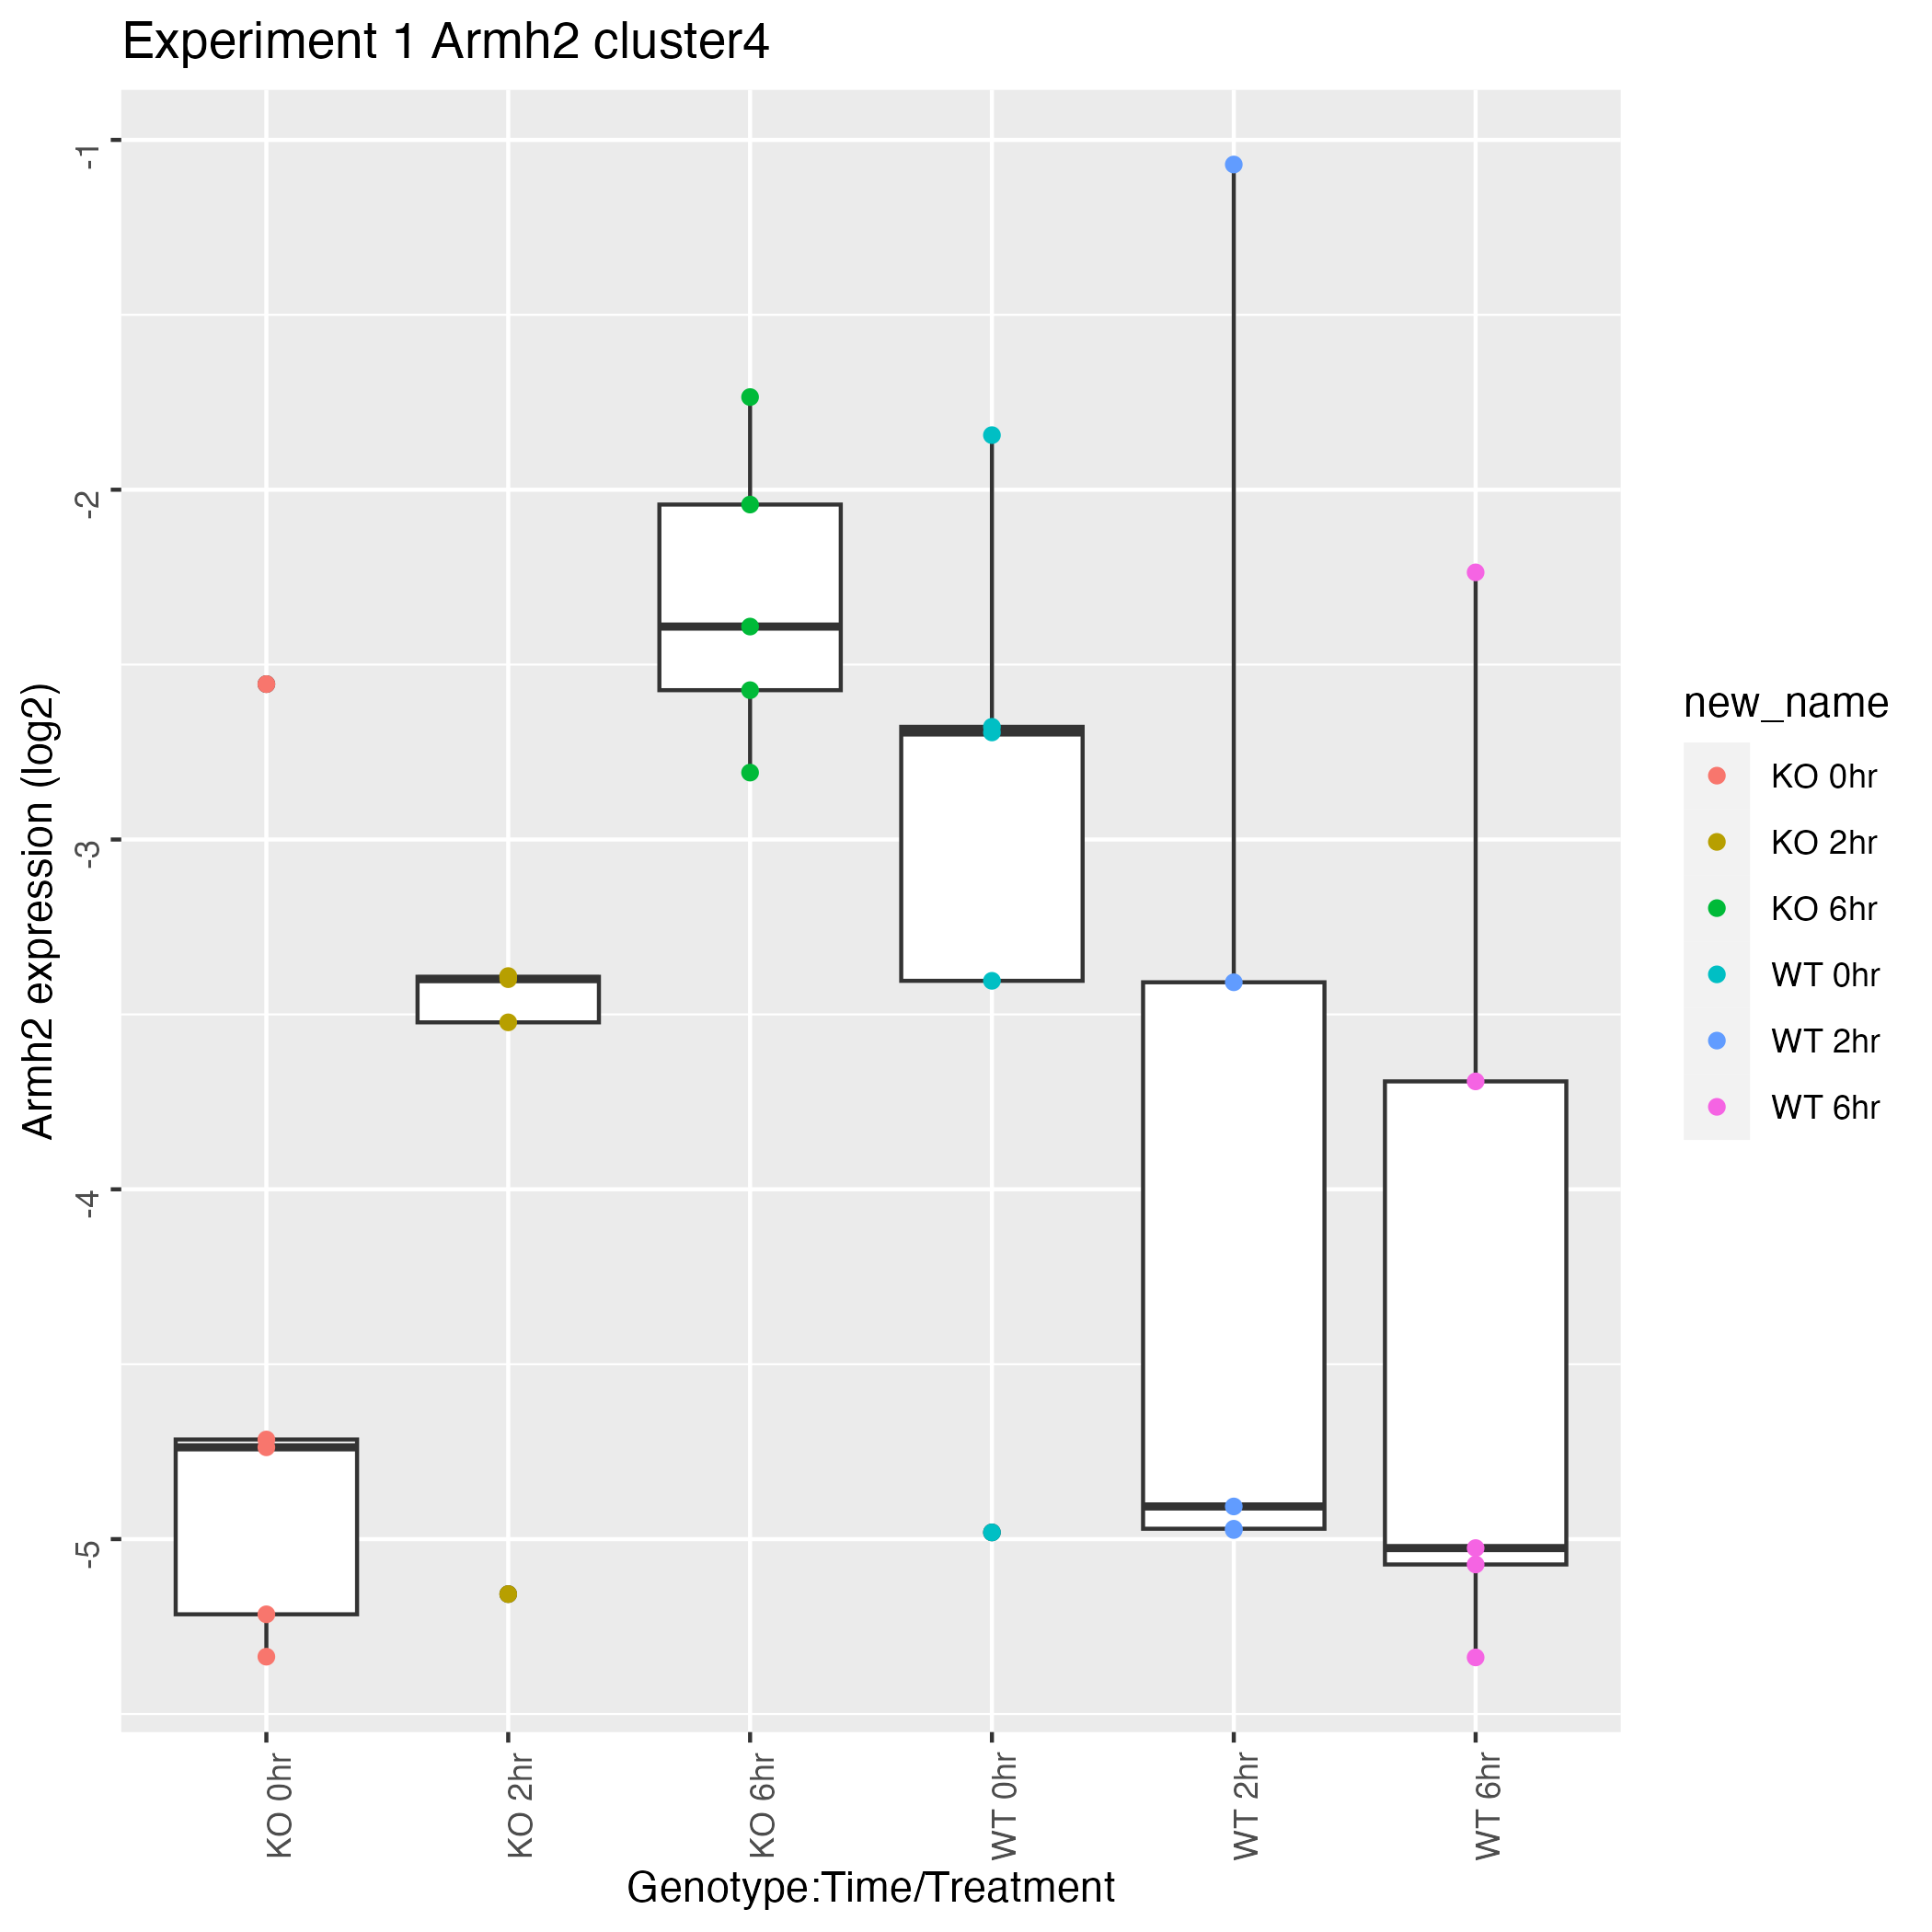 Experiment 1 Armh2 cluster4
Armh2 expression (log2)
-1
-2
-3
-4
-5
KO 0hr
KO 2hr
KO 6hr
WT 0hr
WT 2hr
WT 6hr
Genotype:Time/Treatment
new_name
KO 0hr
KO 2hr
KO 6hr
WT 0hr
WT 2hr
WT 6hr